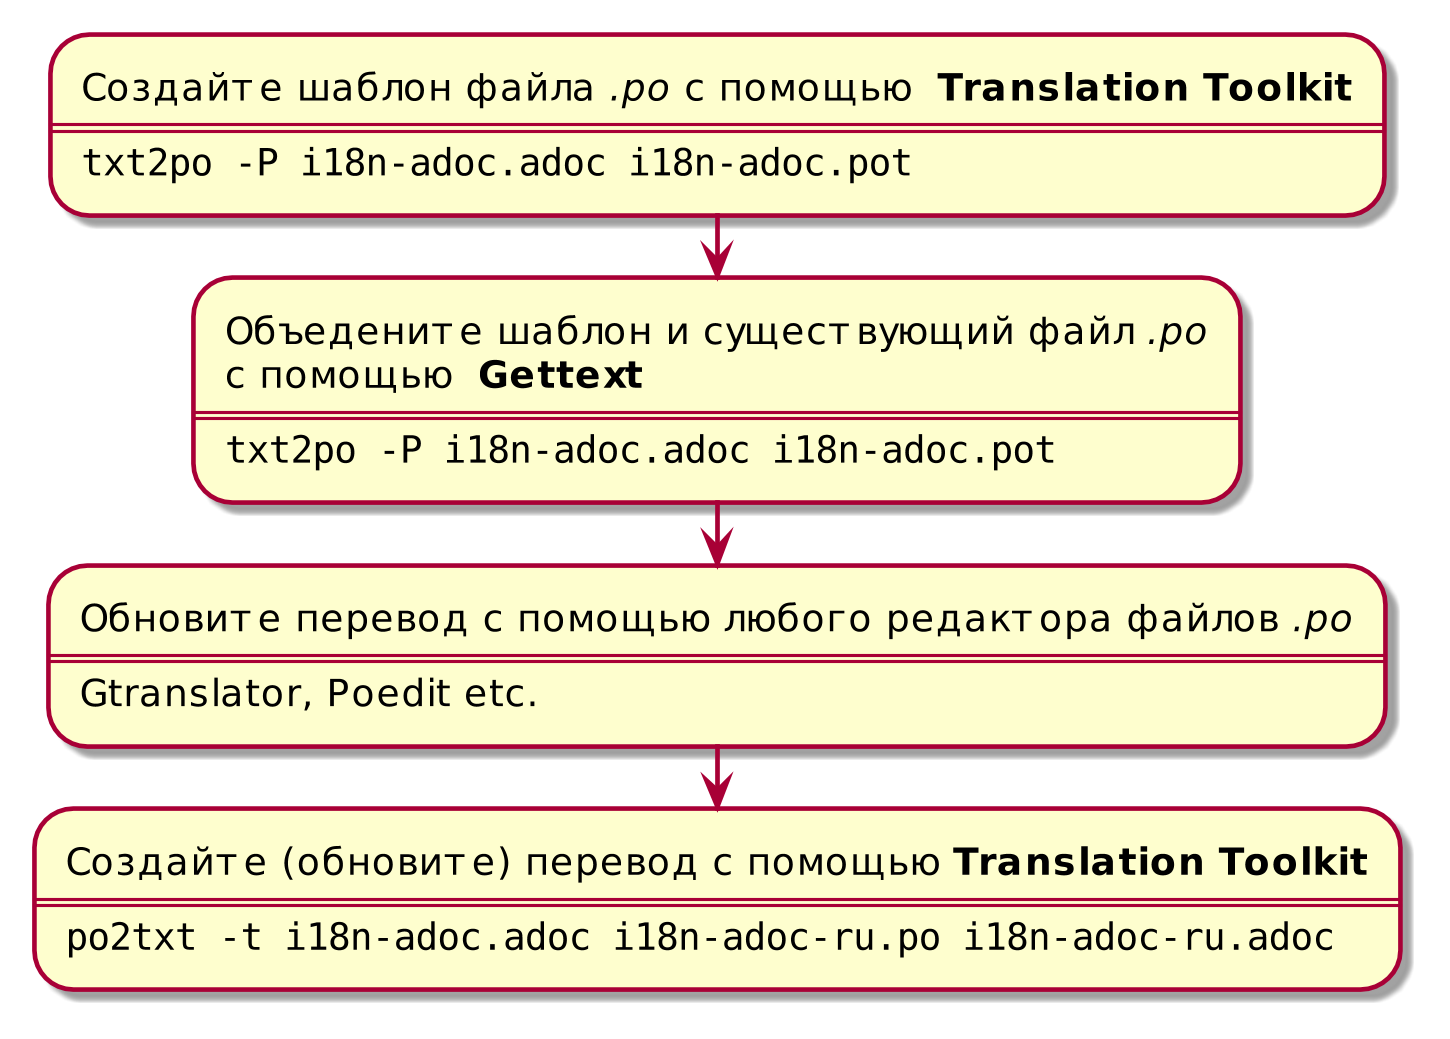 Создайте шаблон файла .po с помощью Translation Toolkit
txt2po -P i18n-adoc.adoc i18n-adoc.pot
Объедените шаблон и существующий файл .po
с помощью Gettext
txt2po -P i18n-adoc.adoc i18n-adoc.pot
Обновите перевод с помощью любого редактора файлов .po
Gtranslator, Poedit etc.
Создайте (обновите) перевод с помощью Translation Toolkit
po2txt -t i18n-adoc.adoc i18n-adoc-ru.po i18n-adoc-ru.adoc